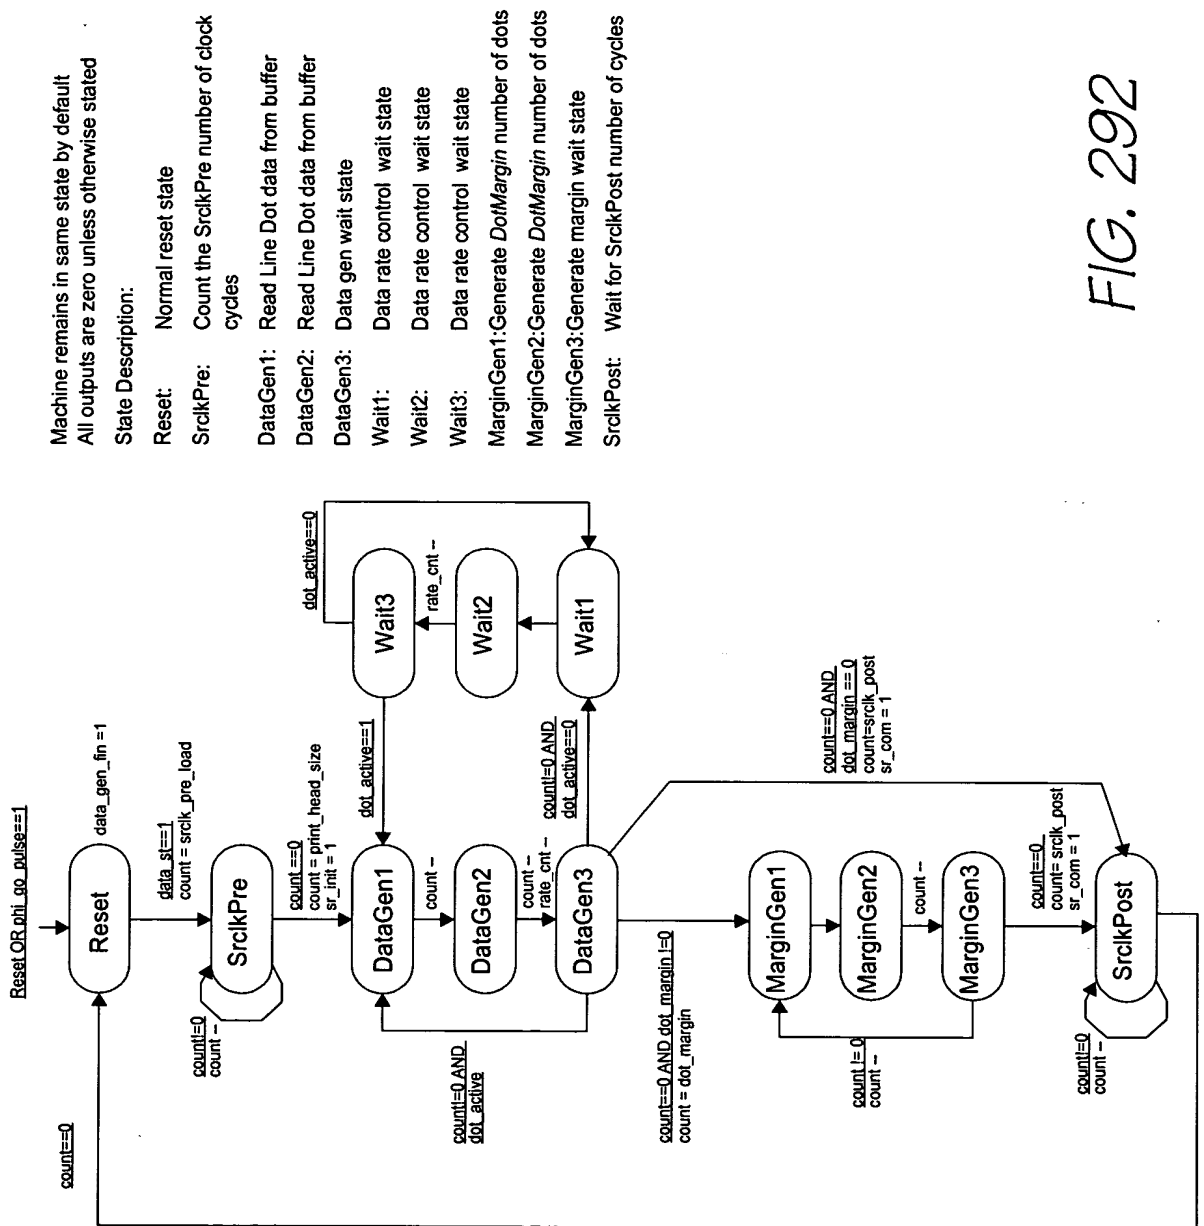 Reset OR phi_go_pulse==1
Reset
data_gen_fin =1
count==0
data_st==1
count = srclk_pre_load
SrclkPre
count!=0
count --
count ==0
count = print_head_size
sr_init = 1
DataGen1
count --
DataGen2
count --
rate_cnt --
DataGen3
count!=0 AND
dot_active
dot_active==1
count!=0 AND
dot_active==0
Wait3
rate_cnt --
Wait2
Wait1
dot_active==0
count==0 AND dot_margin !=0
count = dot_margin
count==0 AND
dot_margin == 0
count=srclk_post
sr_com = 1
MarginGen1
MarginGen2
count --
MarginGen3
count != 0
count --
count==0
count= srclk_post
sr_com = 1
SrclkPost
count!=0
count --
Machine remains in same state by default
All outputs are zero unless otherwise stated
State Description:
Reset: Normal reset state
SrclkPre: Count the SrclkPre number of clock
cycles
DataGen1: Read Line Dot data from buffer
DataGen2: Read Line Dot data from buffer
DataGen3: Data gen wait state
Wait1: Data rate control wait state
Wait2: Data rate control wait state
Wait3: Data rate control wait state
MarginGen1:Generate DotMargin number of dots
MarginGen2:Generate DotMargin number of dots
MarginGen3:Generate margin wait state
SrclkPost: Wait for SrclkPost number of cycles
FIG. 292